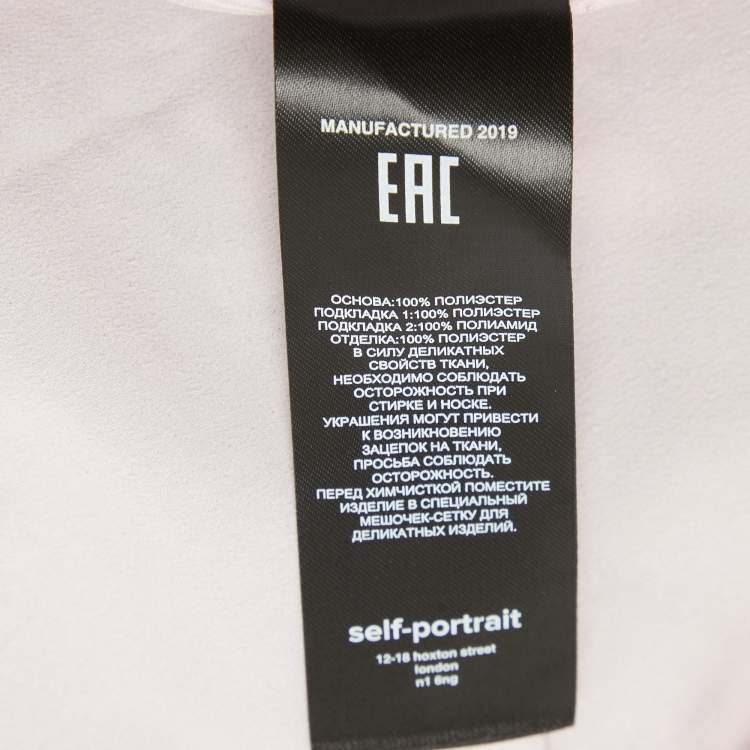 MANUFACTURED 2019
EAC
ОСНОВА:100% ПОЛИЭСТЕР
ПОДКЛАДКА 1:100% ПОЛИЭСТЕР
ПОДКЛАДКА 2:100% ПОЛИАМИД
ОТДЕЛКА:100% ПОЛИЭСТЕР
В СИЛУ ДЕЛИКАТНЫХ
СВОЙСТВ ТКАНИ,
НЕОБХОДИМО СОБЛЮДАТЬ
ОСТОРОЖНОСТЬ ПРИ
СТИРКЕ И НОСКЕ.
УКРАШЕНИЯ МОГУТ ПРИВЕСТИ
К ВОЗНИКНОВЕНИЮ
ЗАЦЕПОК НА ТКАНИ,
ПРОСЬБА СОБЛЮДАТЬ
ОСТОРОЖНОСТЬ.
ПЕРЕД ХИМЧИСТКОЙ ПОМЕСТИТЕ
ИЗДЕЛИЕ В СПЕЦИАЛЬНЫЙ
МЕШОЧЕК-СЕТКУ ДЛЯ
ДЕЛИКАТНЫХ ИЗДЕЛИЙ.
self-portrait
12-18 hoxton street
london
n1 6ng